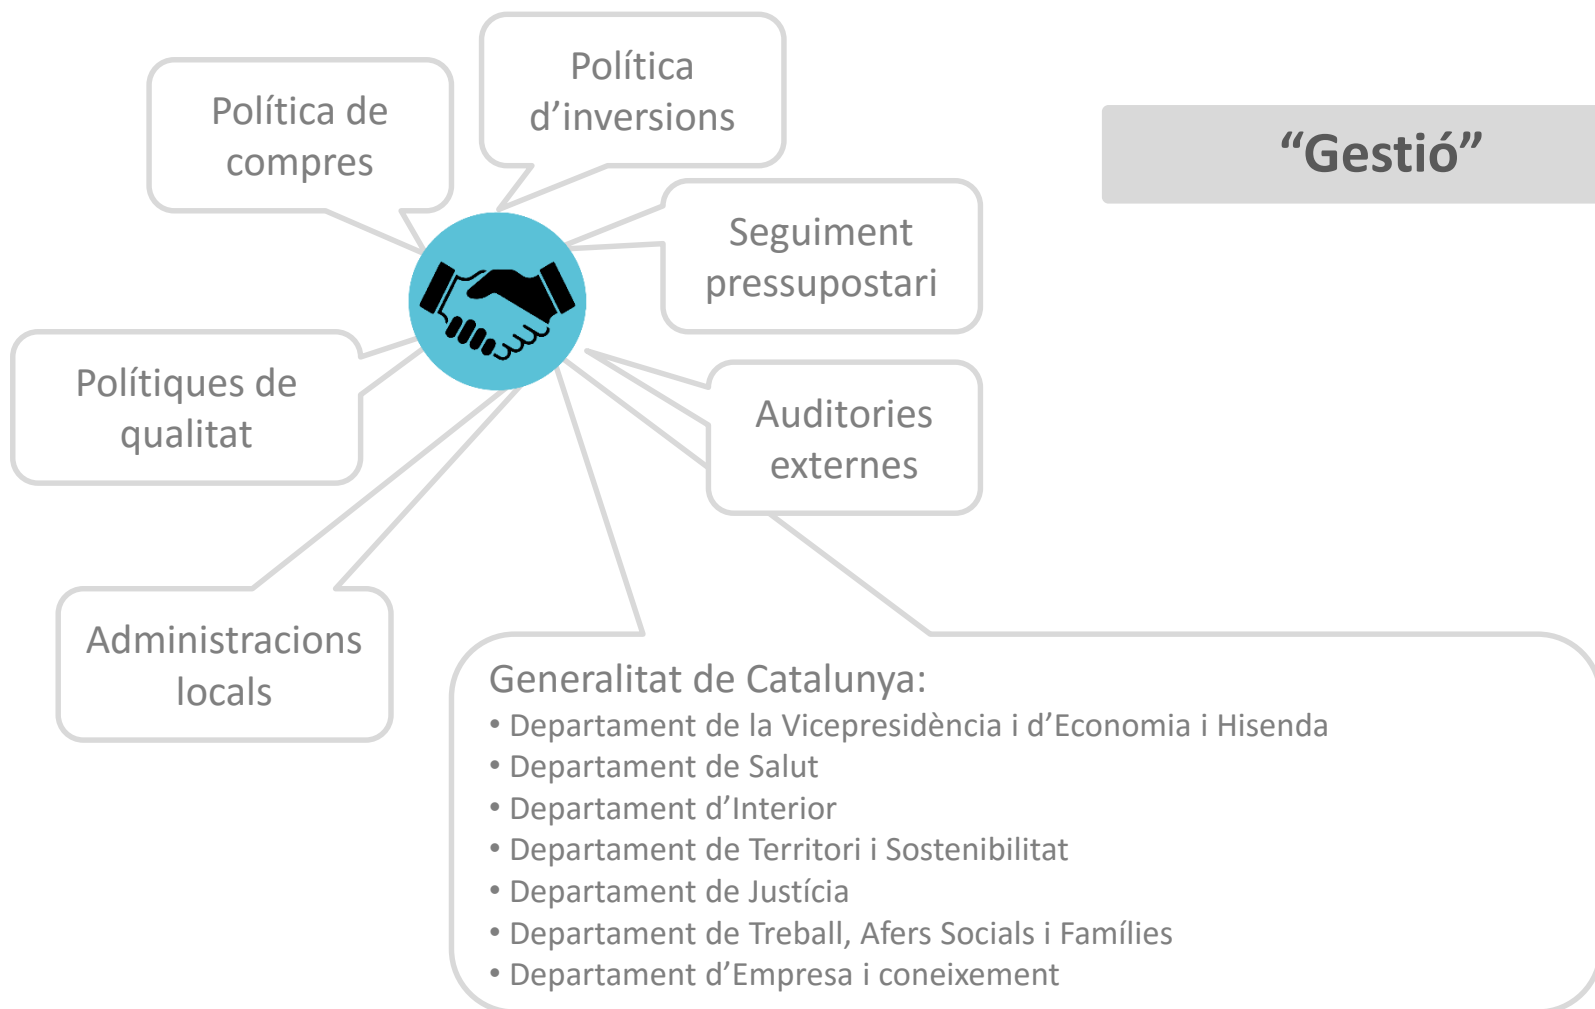 Política
d’inversions
Política de
compres
“Gestió”
Seguiment
pressupostari
Polítiques de
qualitat
Auditories
externes
Administracions
locals
Generalitat de Catalunya:
• Departament de la Vicepresidència i d’Economia i Hisenda
• Departament de Salut
• Departament d’Interior
• Departament de Territori i Sostenibilitat
• Departament de Justícia
• Departament de Treball, Afers Socials i Famílies
• Departament d’Empresa i coneixement